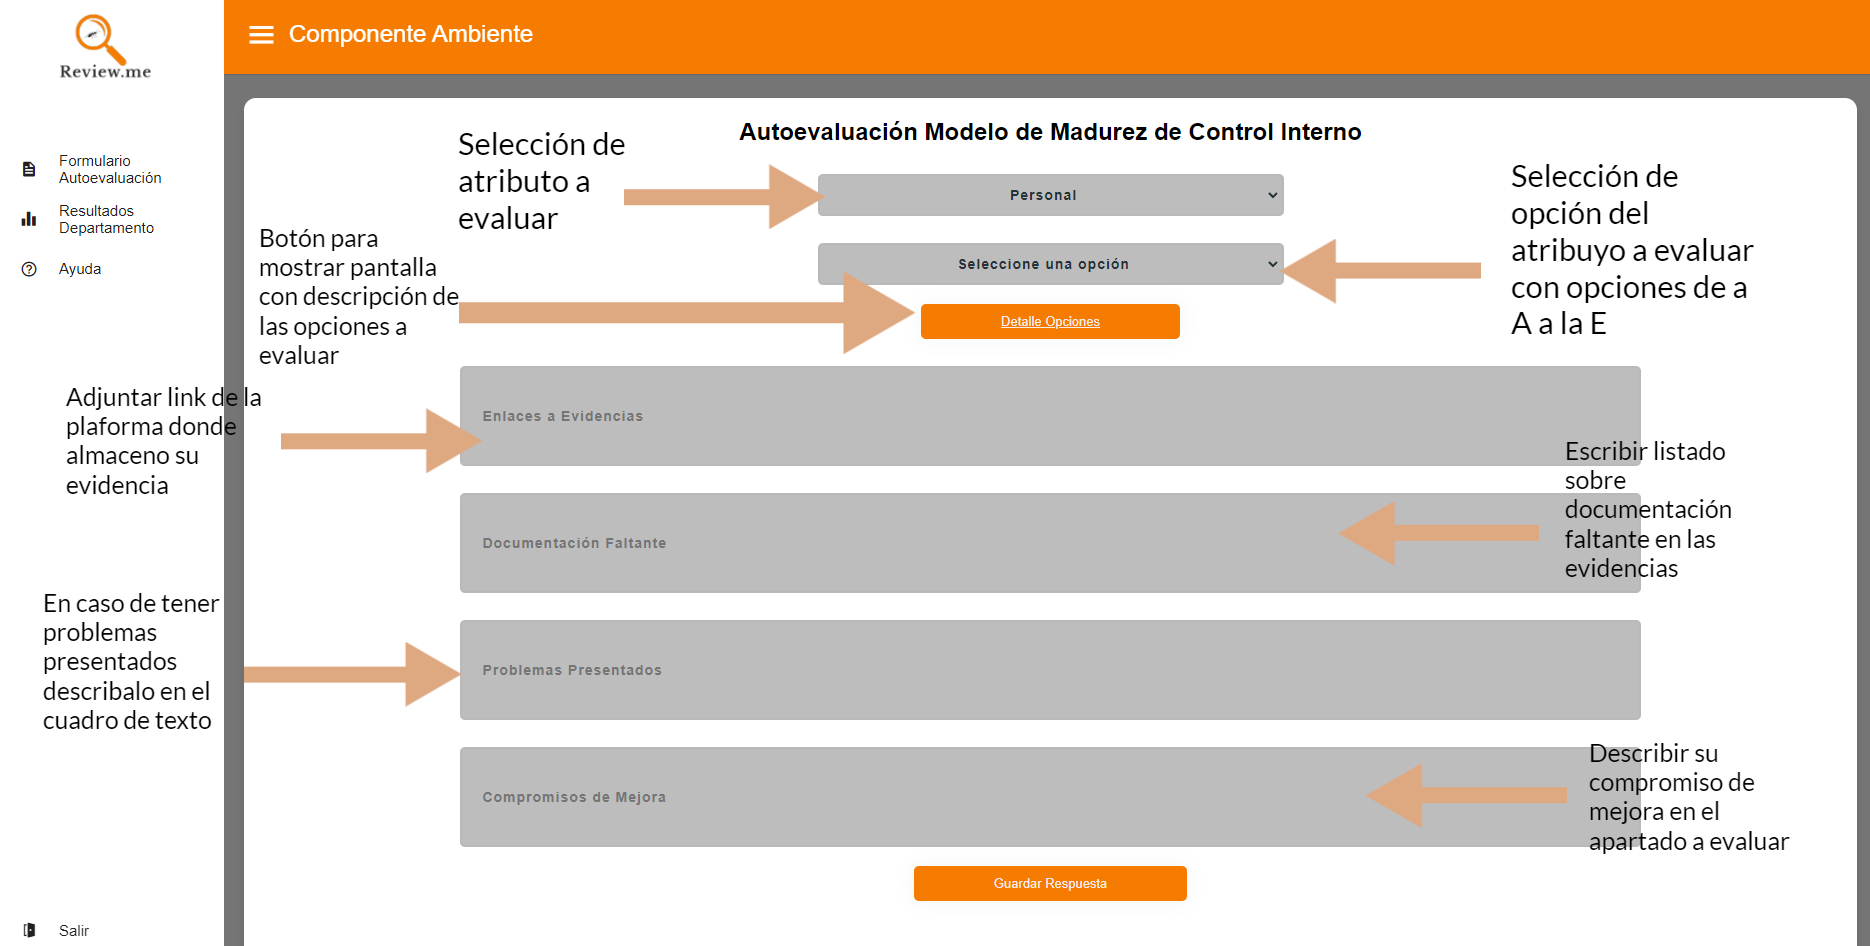 Review.me
Componente Ambiente
Formulario
Autoevaluación
Resultados
Departamento
Ayuda
Salir
Autoevaluación Modelo de Madurez de Control Interno
Selección de
atributo a
evaluar
Personal
Selección de
opción del
atribuyo a evaluar
con opciones de a
A a la E
Seleccione una opción
Botón para
mostrar pantalla
con descripción de
las opciones a
evaluar
Detalle Opciones
Adjuntar link de la
plaforma donde
almaceno su
evidencia
Enlaces a Evidencias
Escribir listado
sobre
documentación
faltante en las
evidencias
Documentación Faltante
En caso de tener
problemas
presentados
describalo en el
cuadro de texto
Problemas Presentados
Describir su
compromiso de
mejora en el
apartado a evaluar
Compromisos de Mejora
Guardar Respuesta